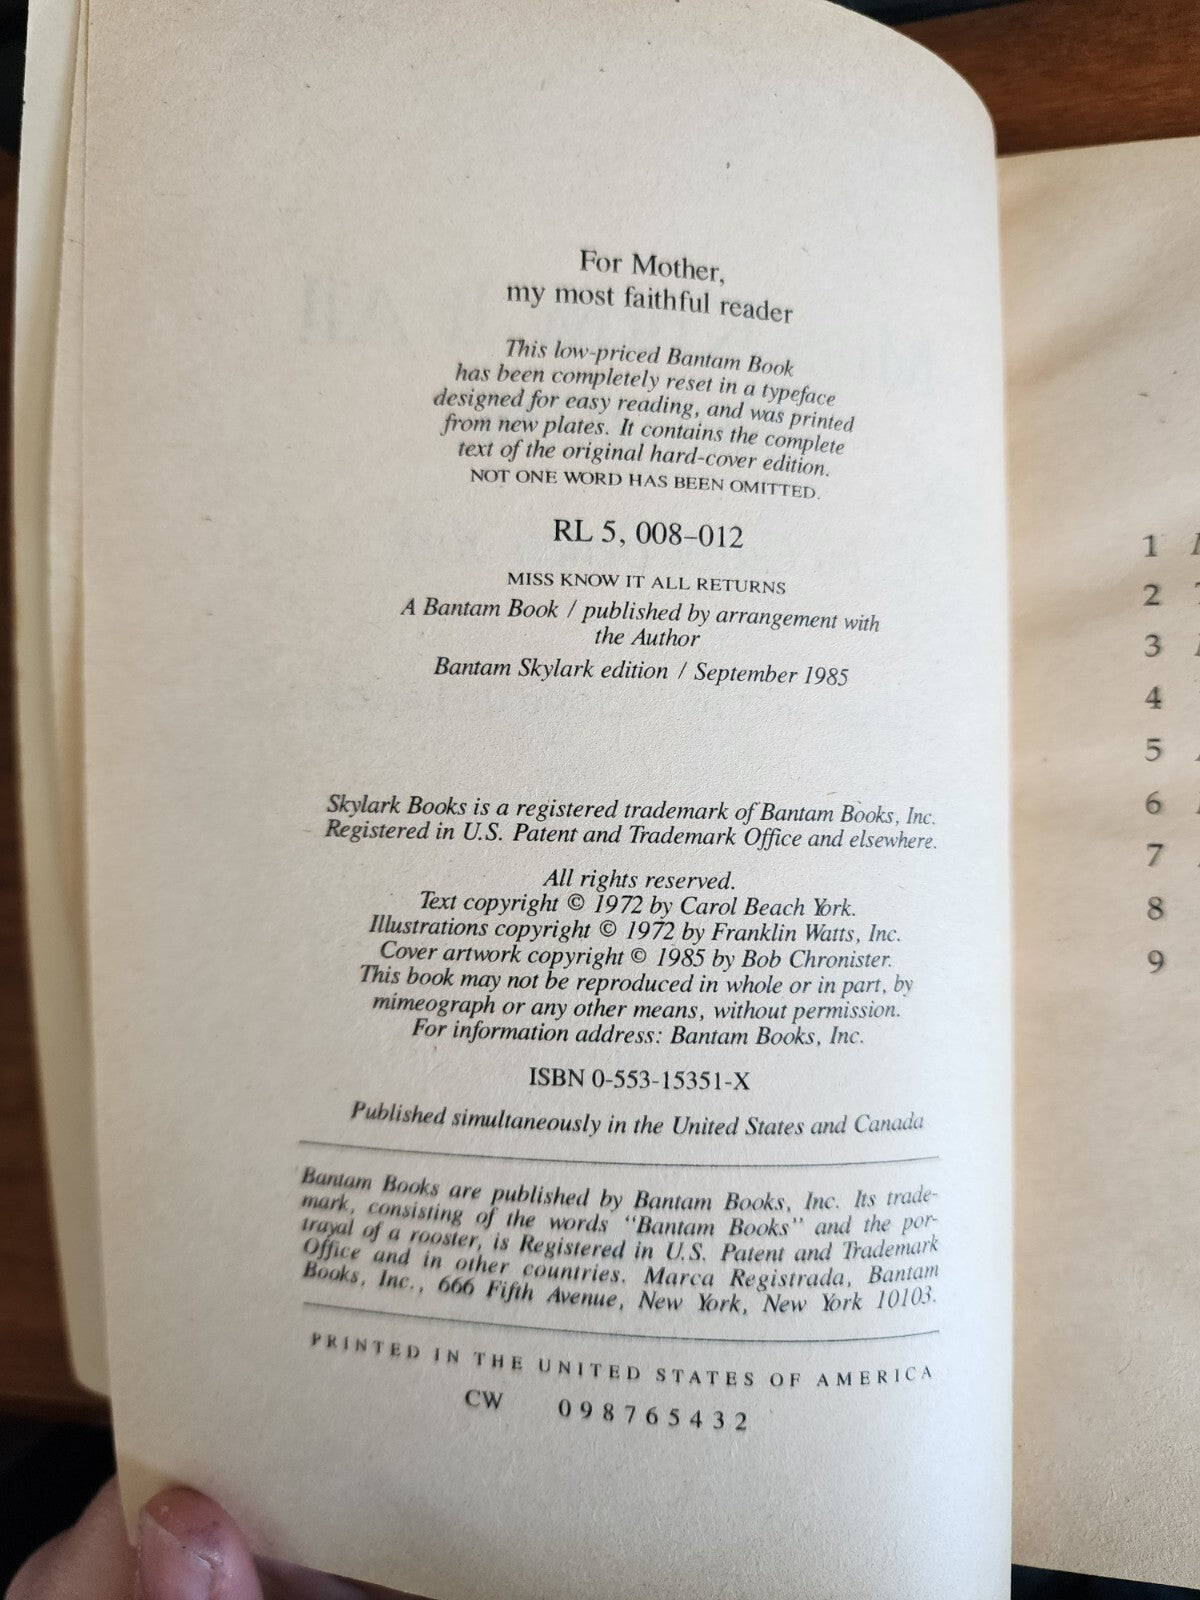 For Mother,
my most faithful reader
This low-priced Bantam Book
has been completely reset in a typeface
designed for easy reading, and was printed
from new plates. It contains the complete
text of the original hard-cover edition.
NOT ONE WORD HAS BEEN OMITTED.
RL 5, 008–012
MISS KNOW IT ALL RETURNS
A Bantam Book / published by arrangement with
the Author
Bantam Skylark edition / September 1985
Skylark Books is a registered trademark of Bantam Books, Inc.
Registered in U.S. Patent and Trademark Office and elsewhere.
All rights reserved.
Text copyright © 1972 by Carol Beach York.
Illustrations copyright © 1972 by Franklin Watts, Inc.
Cover artwork copyright © 1985 by Bob Chronister.
This book may not be reproduced in whole or in part, by
mimeograph or any other means, without permission.
For information address: Bantam Books, Inc.
ISBN 0-553-15351-X
Published simultaneously in the United States and Canada
Bantam Books are published by Bantam Books, Inc. Its trade-
mark, consisting of the words "Bantam Books" and the por-
trayal of a rooster, is Registered in U.S. Patent and Trademark
Office and in other countries. Marca Registrada, Bantam
Books, Inc., 666 Fifth Avenue, New York, New York 10103.
PRINTED IN THE UNITED STATES OF AMERICA
CW 0 9 8 7 6 5 4 3 2
1
2
3
4
5
6
7
8
9